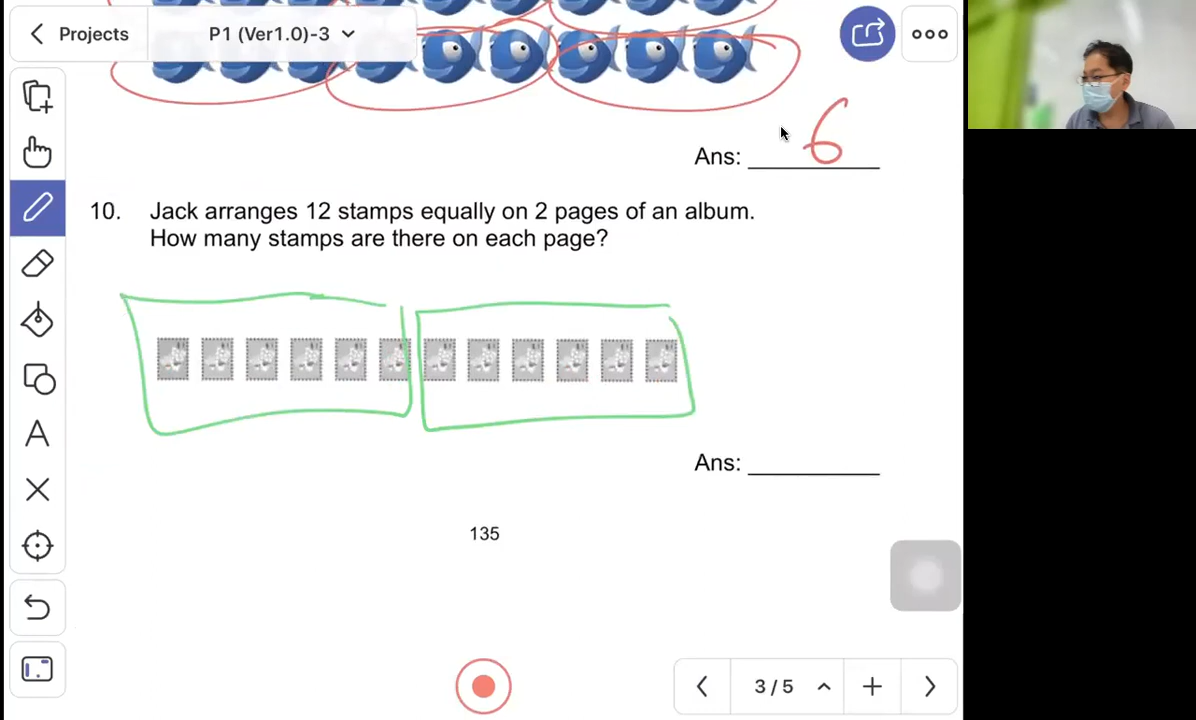 Projects
P1 (Ver1.0)-3
Ans: 6
10. Jack arranges 12 stamps equally on 2 pages of an album.
How many stamps are there on each page?
Ans:
135
3 / 5